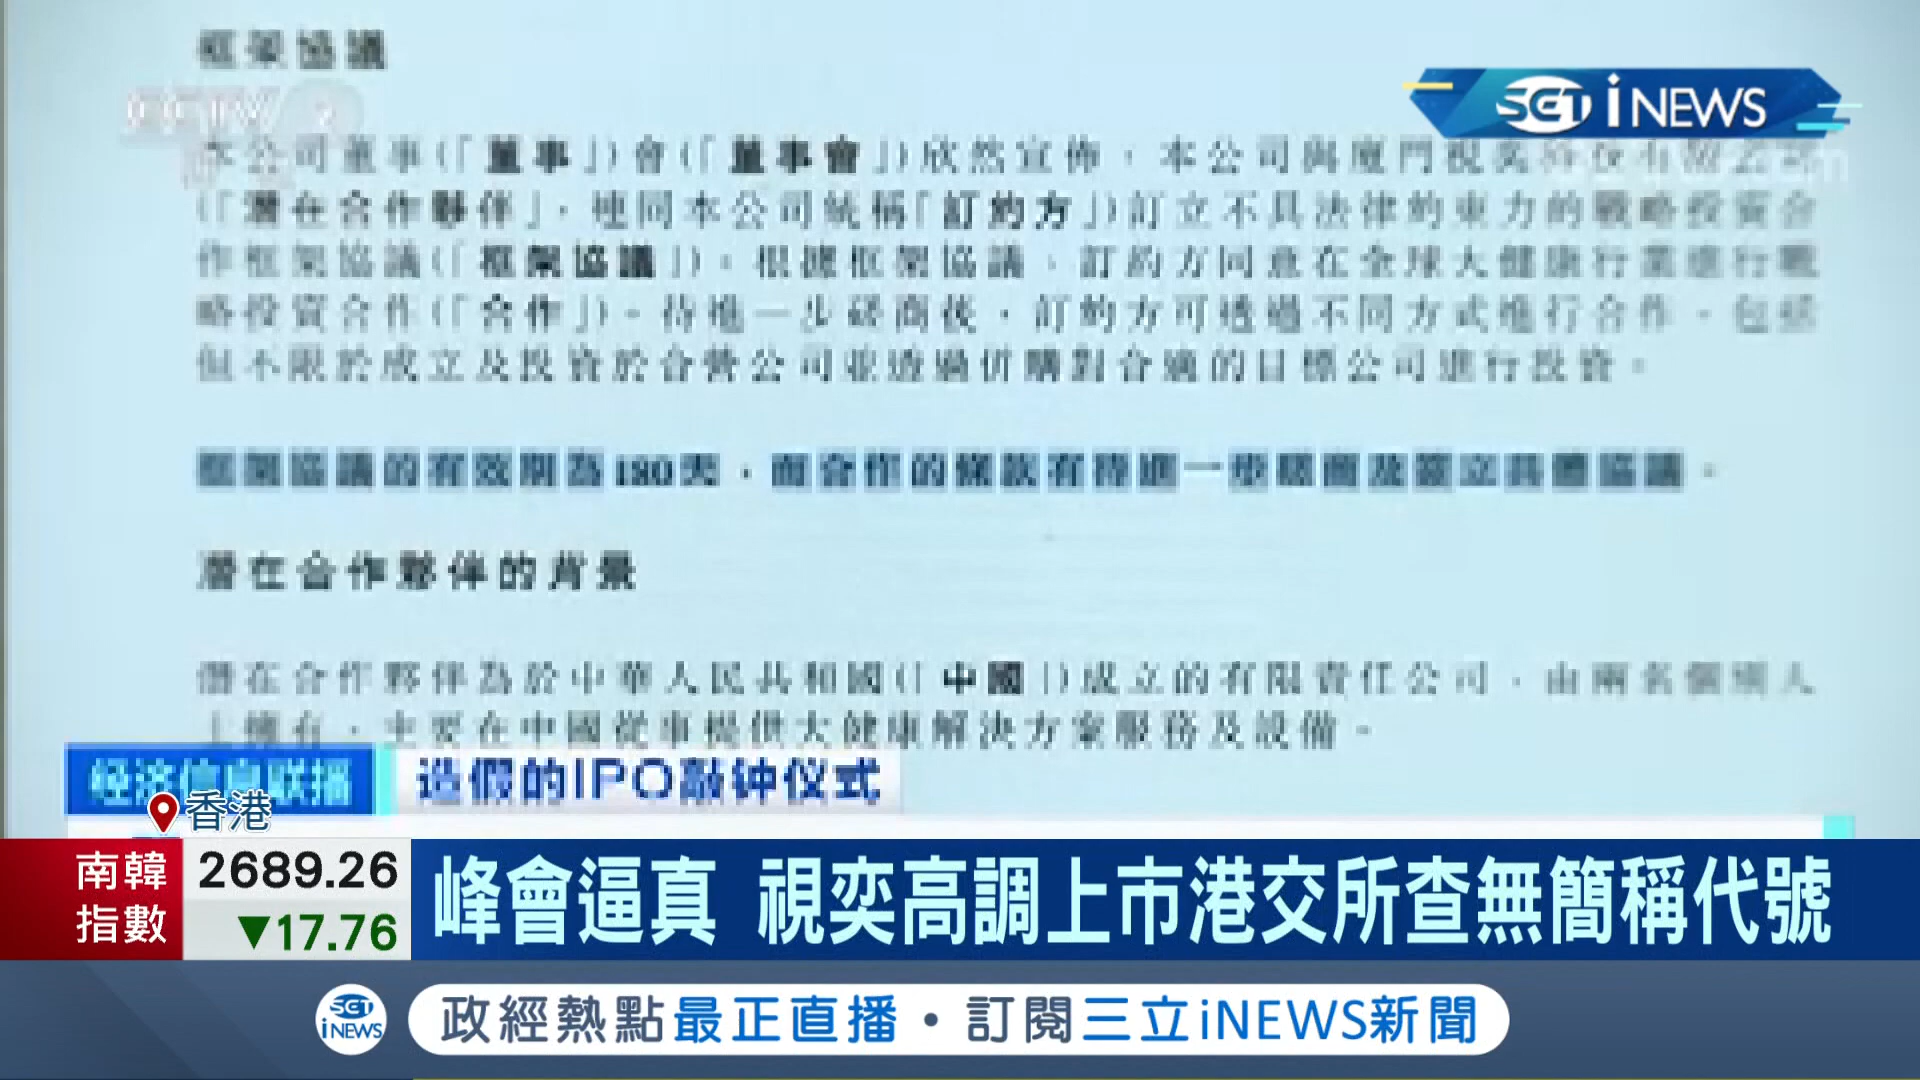 框架協議
SET iNEWS
本公司董事(「董事」)會(「董事會」)欣然宣佈，本公司與廈門視
(「潛在合作夥伴」，連同本公司統稱「訂約方」)訂立不具法律約束力的戰略投資合
作框架協議(「框架協議」)。根據框架協議，訂約方同意在全球大健康行業進行戰
略投資合作(「合作」)。待進一步磋商後，訂約方可透過不同方式進行合作，包括
但不限於成立及投資於合營公司並透過併購對合適的目標公司進行投資。
框架協議的有效期為180天，而合作的條款有待進一步磋商及簽立具體協議。
潛在合作夥伴的背景
潛在合作夥伴為於中華人民共和國(「中國」)成立的有限責任公司，由兩名個別人
士擁有，主要在中國從事提供大健康解決方案服務及設備。
经济信息联播 造假的IPO敲钟仪式
香港
南韓指數 2689.26 ▼17.76
峰會逼真 視奕高調上市港交所查無簡稱代號
SET iNEWS 政經熱點最正直播・訂閱三立iNEWS新聞